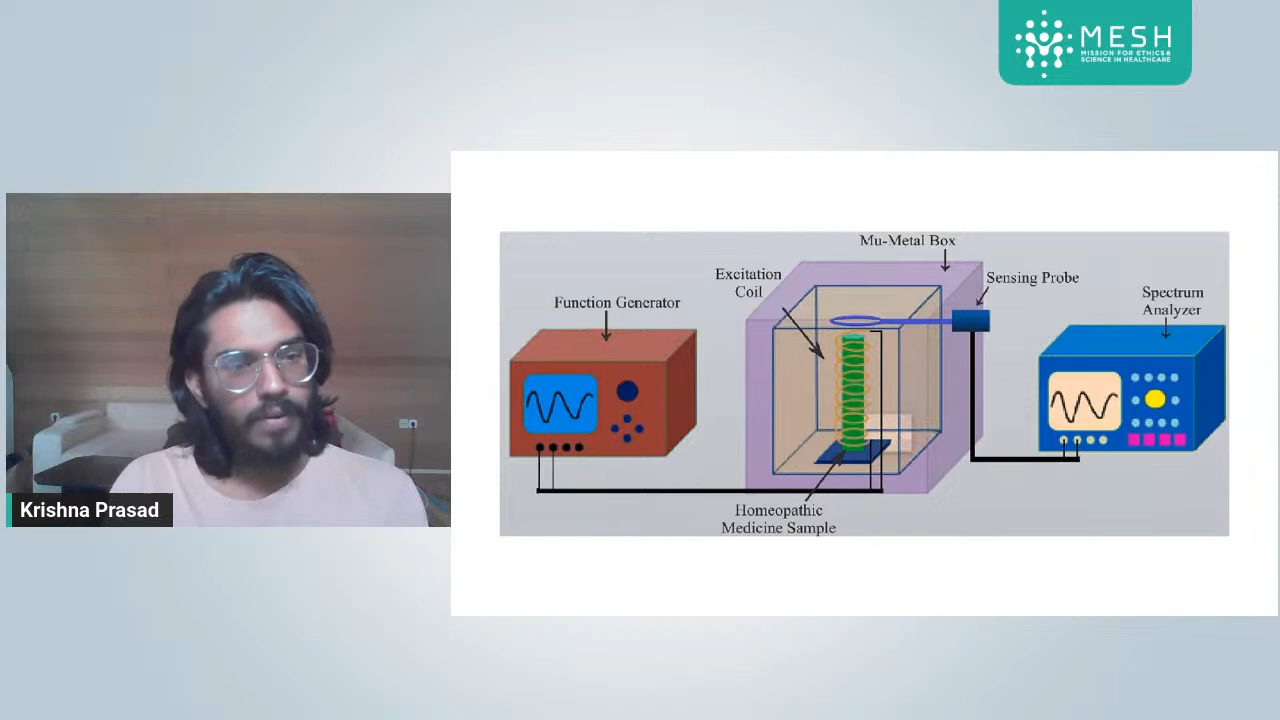 MESH
MISSION FOR ETHICS &
SCIENCE IN HEALTHCARE
Mu-Metal Box
Excitation
Coil
Sensing Probe
Function Generator
Spectrum
Analyzer
Krishna Prasad
Homeopathic
Medicine Sample